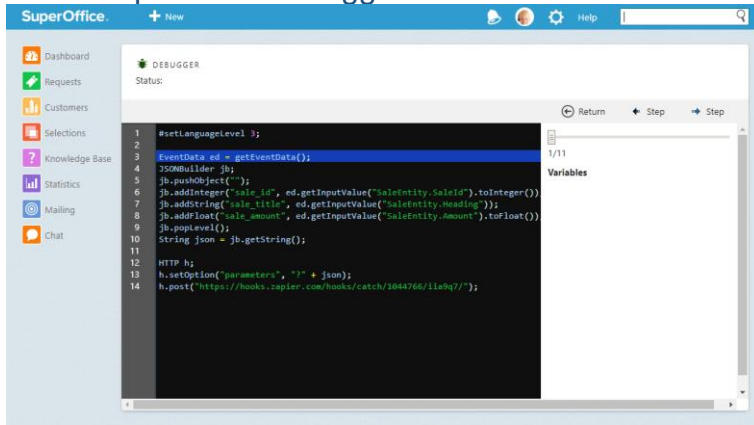 SuperOffice.
+ New
Help
Dashboard
Requests
Customers
Selections
Knowledge Base
Statistics
Mailing
Chat
DEBUGGER
Status:
Return
Step
Step
1 #setLanguageLevel 3;
2
3 EventData ed = getEventData();
4 JSONBuilder jb;
5 jb.pushObject("");
6 jb.addInteger("sale_id", ed.getInputValue("SaleEntity.SaleId").toInteger());
7 jb.addString("sale_title", ed.getInputValue("SaleEntity.Heading"));
8 jb.addFloat("sale_amount", ed.getInputValue("SaleEntity.Amount").toFloat());
9 jb.popLevel();
10 String json = jb.getString();
11
12 HTTP h;
13 h.setOption("parameters", "?" + json);
14 h.post("https://hooks.zapier.com/hooks/catch/1044766/iia9q7/");
1/11
Variables